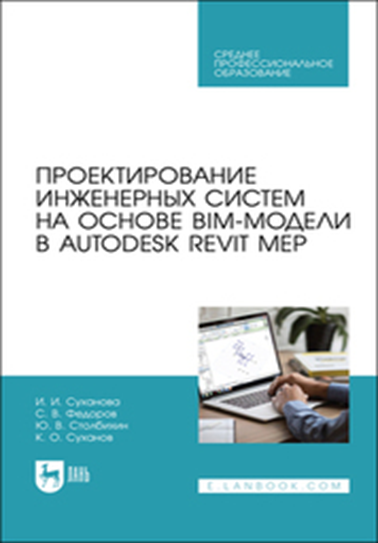 СРЕДНЕЕ
ПРОФЕССИОНАЛЬНОЕ
ОБРАЗОВАНИЕ
ПРОЕКТИРОВАНИЕ
ИНЖЕНЕРНЫХ СИСТЕМ
НА ОСНОВЕ BIM-МОДЕЛИ
В AUTODESK REVIT MEP
И. И. Суханова
С. В. Федоров
Ю. В. Столбихин
К. О. Суханов
ЛАНЬ
E.LANBOOK.COM